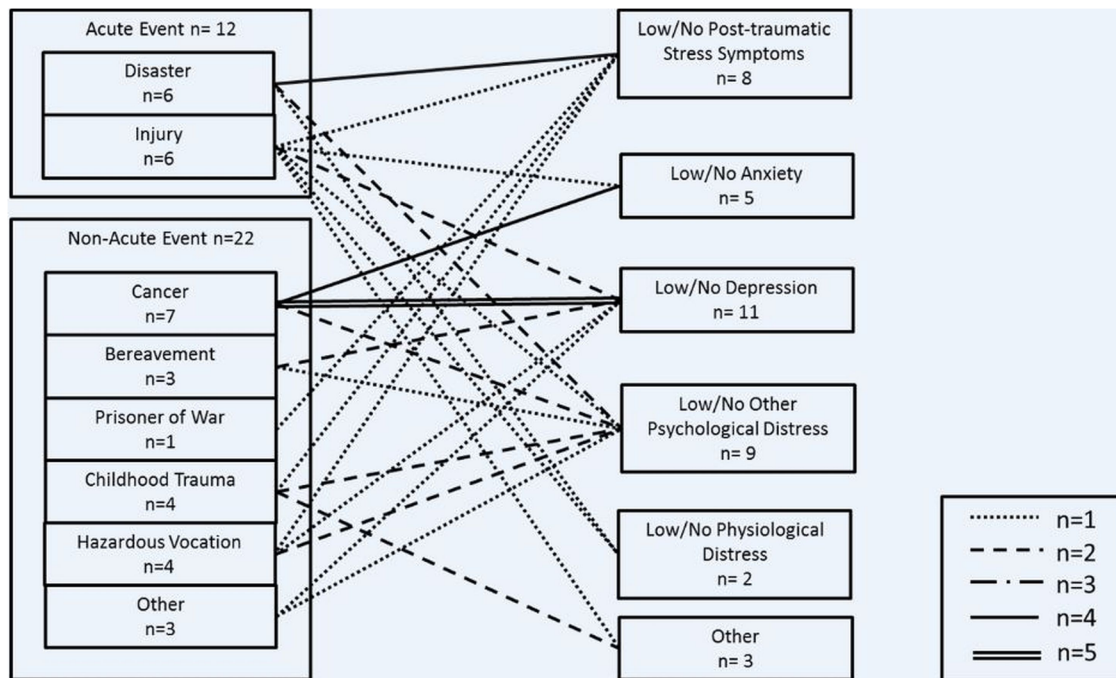 Acute Event n= 12
Disaster
n=6
Injury
n=6
Non-Acute Event n=22
Cancer
n=7
Bereavement
n=3
Prisoner of War
n=1
Childhood Trauma
n=4
Hazardous Vocation
n=4
Other
n=3
Low/No Post-traumatic
Stress Symptoms
n= 8
Low/No Anxiety
n= 5
Low/No Depression
n= 11
Low/No Other
Psychological Distress
n= 9
Low/No Physiological
Distress
n= 2
Other
n= 3
n=1
n=2
n=3
n=4
n=5